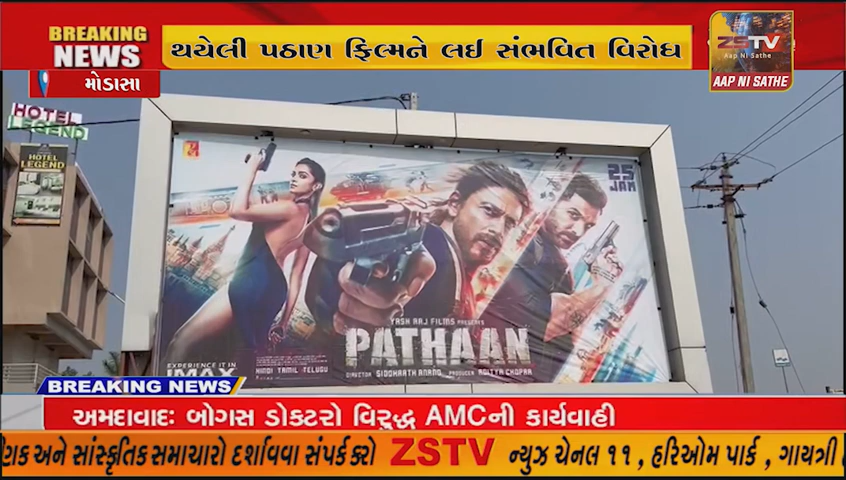 BREAKING
NEWS
થયેલી પઠાણ ફિલ્મને લઈ સંભવિત વિરોધ
ZSTV
Aap Ni Sathe
AAP NI SATHE
મોડાસા
HOTEL
LEGEND
HOTEL
LEGEND
25
JAN
YASH RAJ FILMS PRESENTS
PATHAAN
DIRECTOR SIDDHARTH ANAND PRODUCER ADITYA CHOPRA
EXPERIENCE IT IN
IMAX
HINDI TAMIL TELUGU
BREAKING NEWS
અમદાવાદઃ બોગસ ડોક્ટરો વિરુદ્ધ AMCની કાર્યવાહી
અને સાંસ્કૃતિક સમાચારો દર્શાવવા સંપર્ક કરો ZSTV ન્યુઝ ચેનલ ૧૧ , હરિઓમ પાર્ક , ગાયત્રી